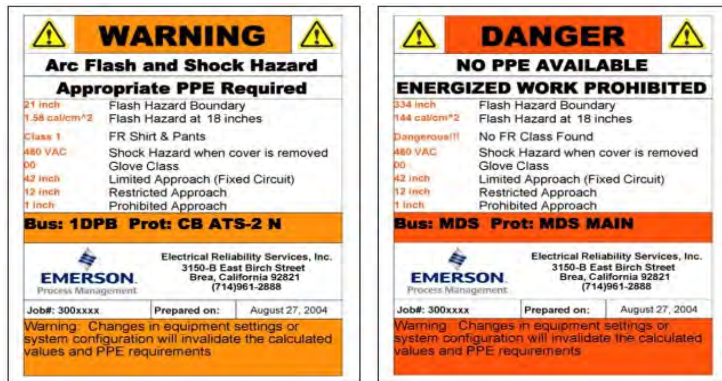 WARNING
Arc Flash and Shock Hazard
Appropriate PPE Required
21 inch Flash Hazard Boundary
1.58 cal/cm^2 Flash Hazard at 18 inches
Class 1 FR Shirt & Pants
480 VAC Shock Hazard when cover is removed
00 Glove Class
42 inch Limited Approach (Fixed Circuit)
12 inch Restricted Approach
1 inch Prohibited Approach
Bus: 1DPB Prot: CB ATS-2 N
EMERSON
Process Management
Electrical Reliability Services, Inc.
3150-B East Birch Street
Brea, California 92821
(714)961-2888
Job#: 300xxxx Prepared on: August 27, 2004
Warning: Changes in equipment settings or
system configuration will invalidate the calculated
values and PPE requirements
DANGER
NO PPE AVAILABLE
ENERGIZED WORK PROHIBITED
334 inch Flash Hazard Boundary
144 cal/cm^2 Flash Hazard at 18 inches
Dangerous!!! No FR Class Found
480 VAC Shock Hazard when cover is removed
00 Glove Class
42 inch Limited Approach (Fixed Circuit)
12 inch Restricted Approach
1 inch Prohibited Approach
Bus: MDS Prot: MDS MAIN
EMERSON
Process Management
Electrical Reliability Services, Inc.
3150-B East Birch Street
Brea, California 92821
(714)961-2888
Job#: 300xxxx Prepared on: August 27, 2004
Warning: Changes in equipment settings or
system configuration will invalidate the calculated
values and PPE requirements